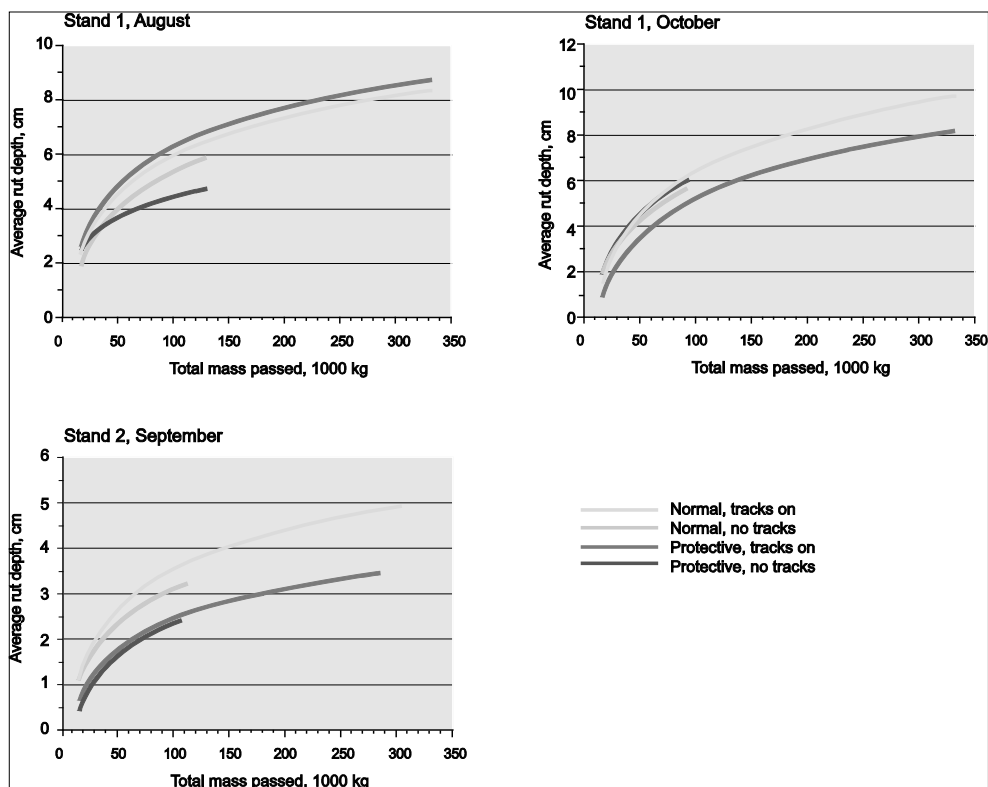 Stand 1, August
10
8
6
4
2
0
Average rut depth, cm
0 50 100 150 200 250 300 350
Total mass passed, 1000 kg
Stand 1, October
12
10
8
6
4
2
0
Average rut depth, cm
0 50 100 150 200 250 300 350
Total mass passed, 1000 kg
Stand 2, September
6
5
4
3
2
1
0
Average rut depth, cm
0 50 100 150 200 250 300 350
Total mass passed, 1000 kg
Normal, tracks on
Normal, no tracks
Protective, tracks on
Protective, no tracks